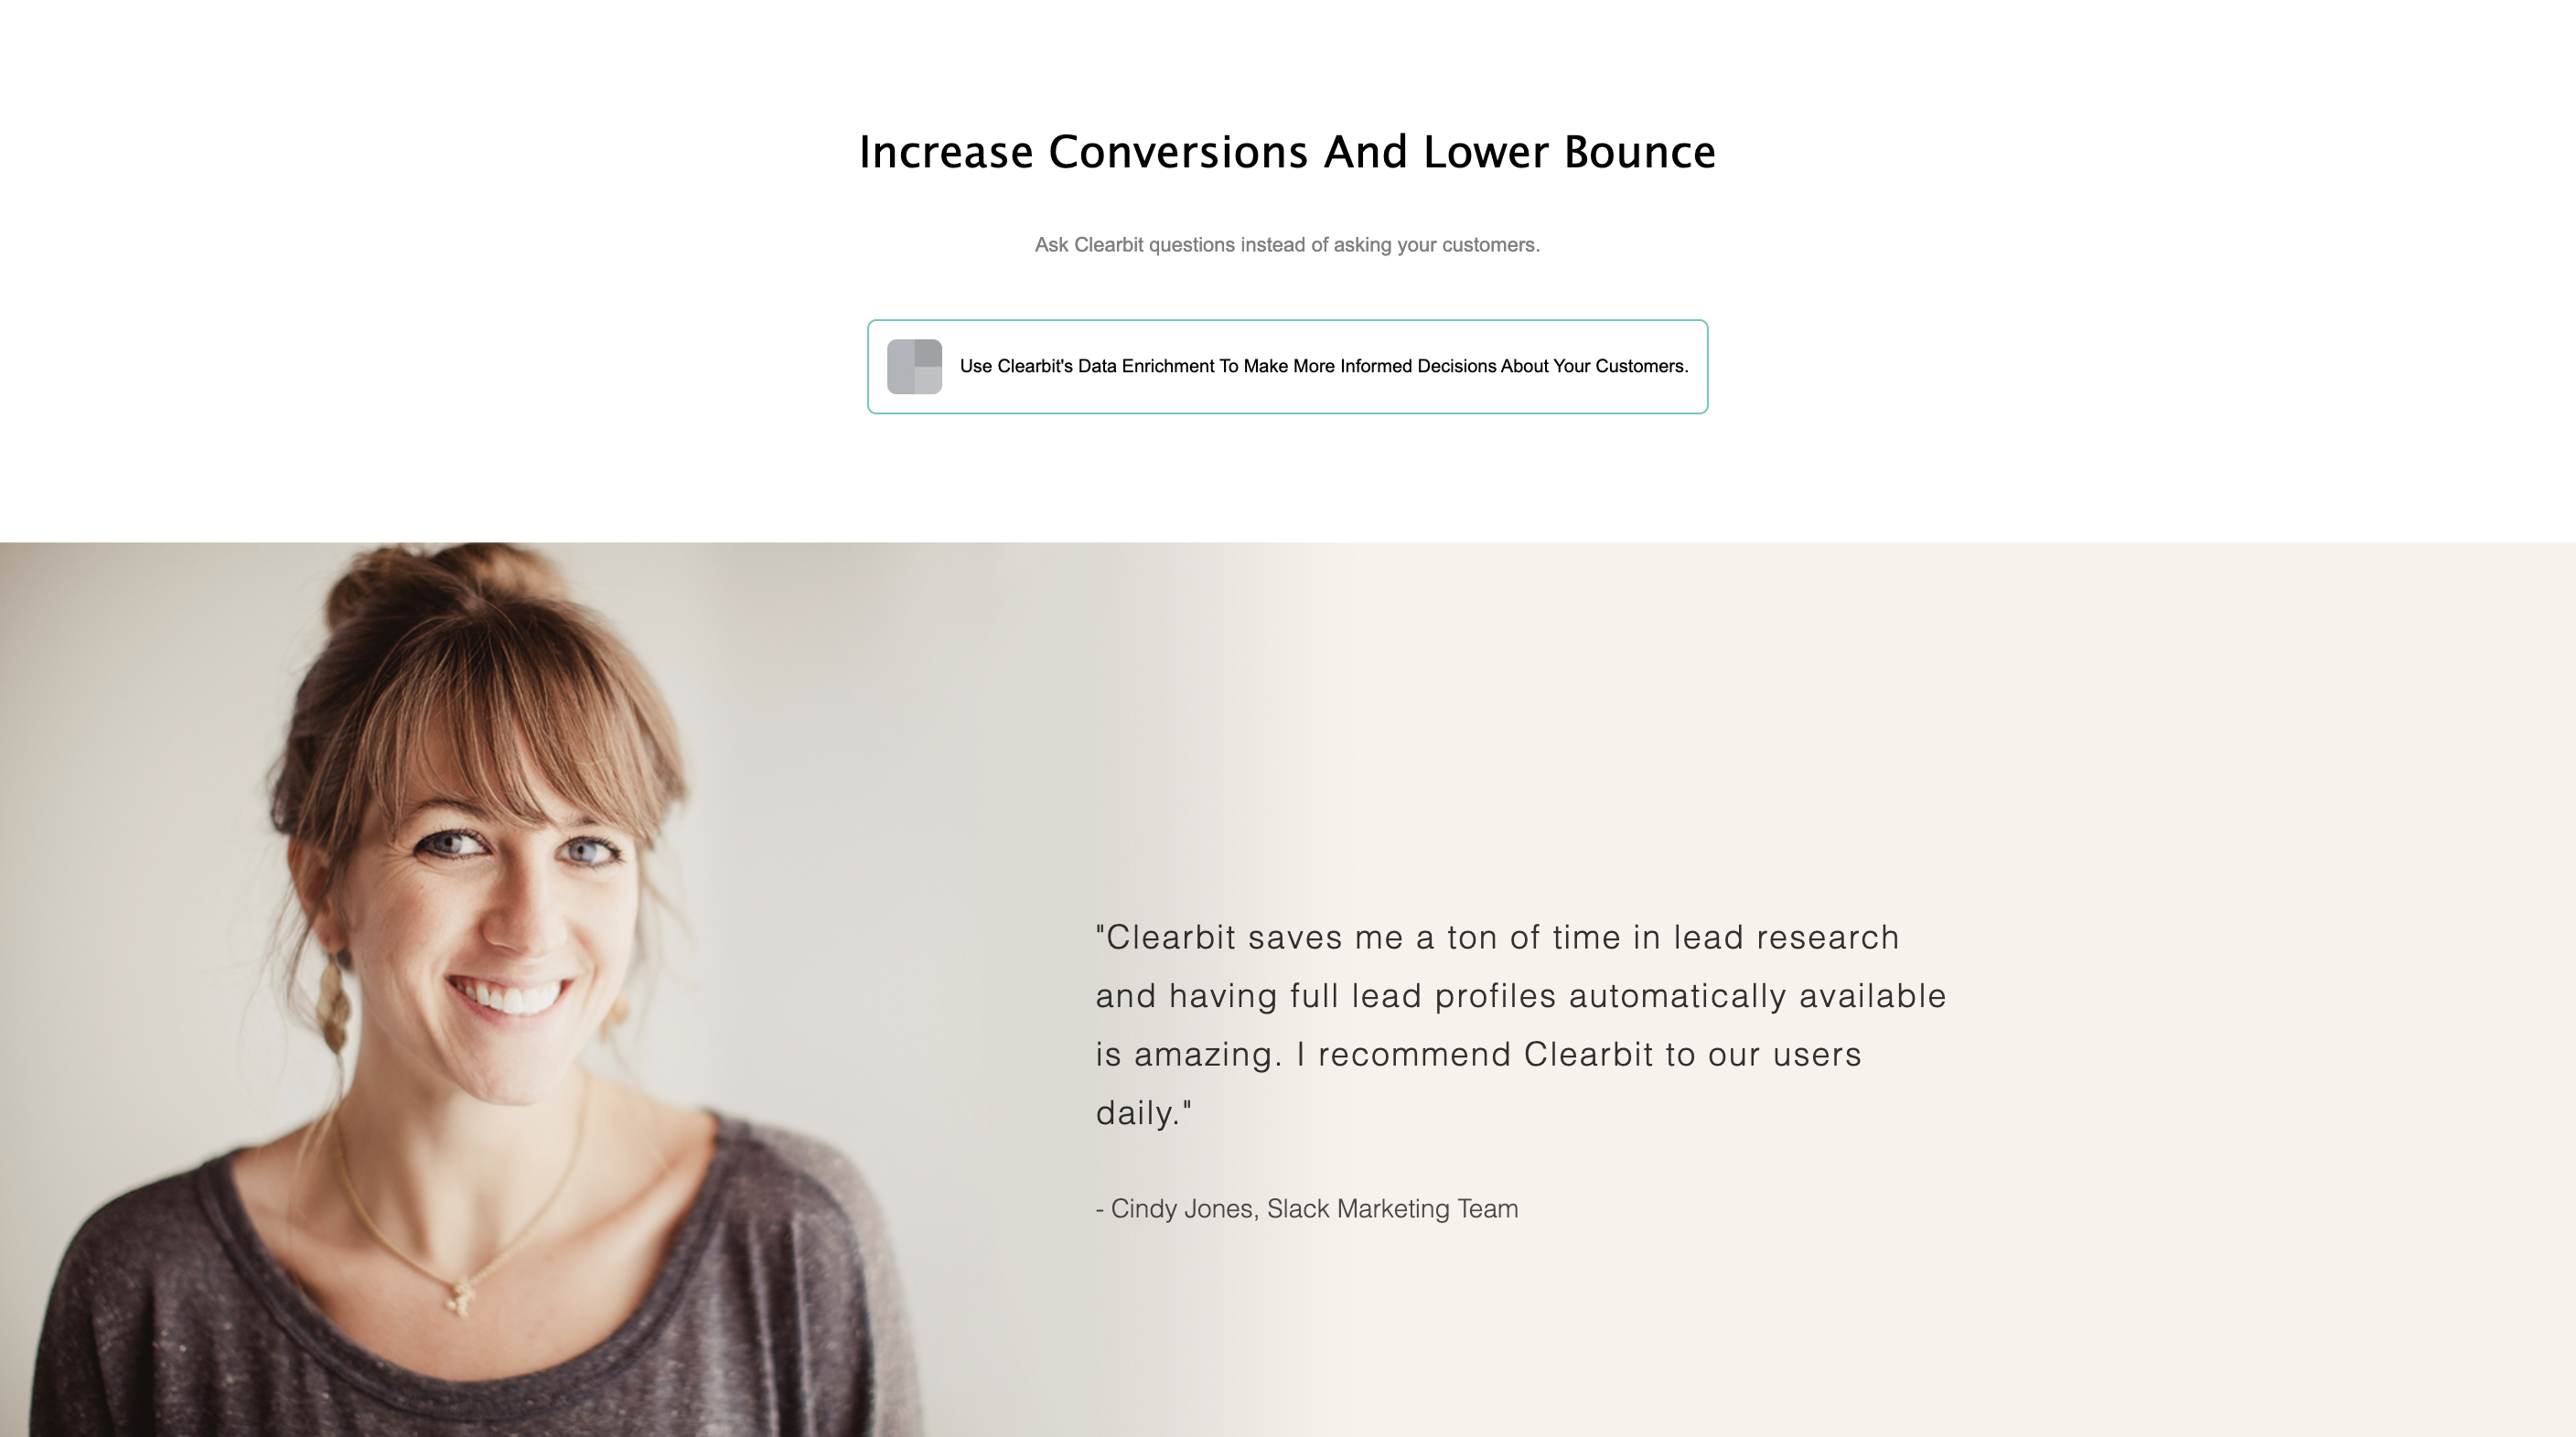 Increase Conversions And Lower Bounce
Ask Clearbit questions instead of asking your customers.
Use Clearbit's Data Enrichment To Make More Informed Decisions About Your Customers.
"Clearbit saves me a ton of time in lead research
and having full lead profiles automatically available
is amazing. I recommend Clearbit to our users
daily."
- Cindy Jones, Slack Marketing Team